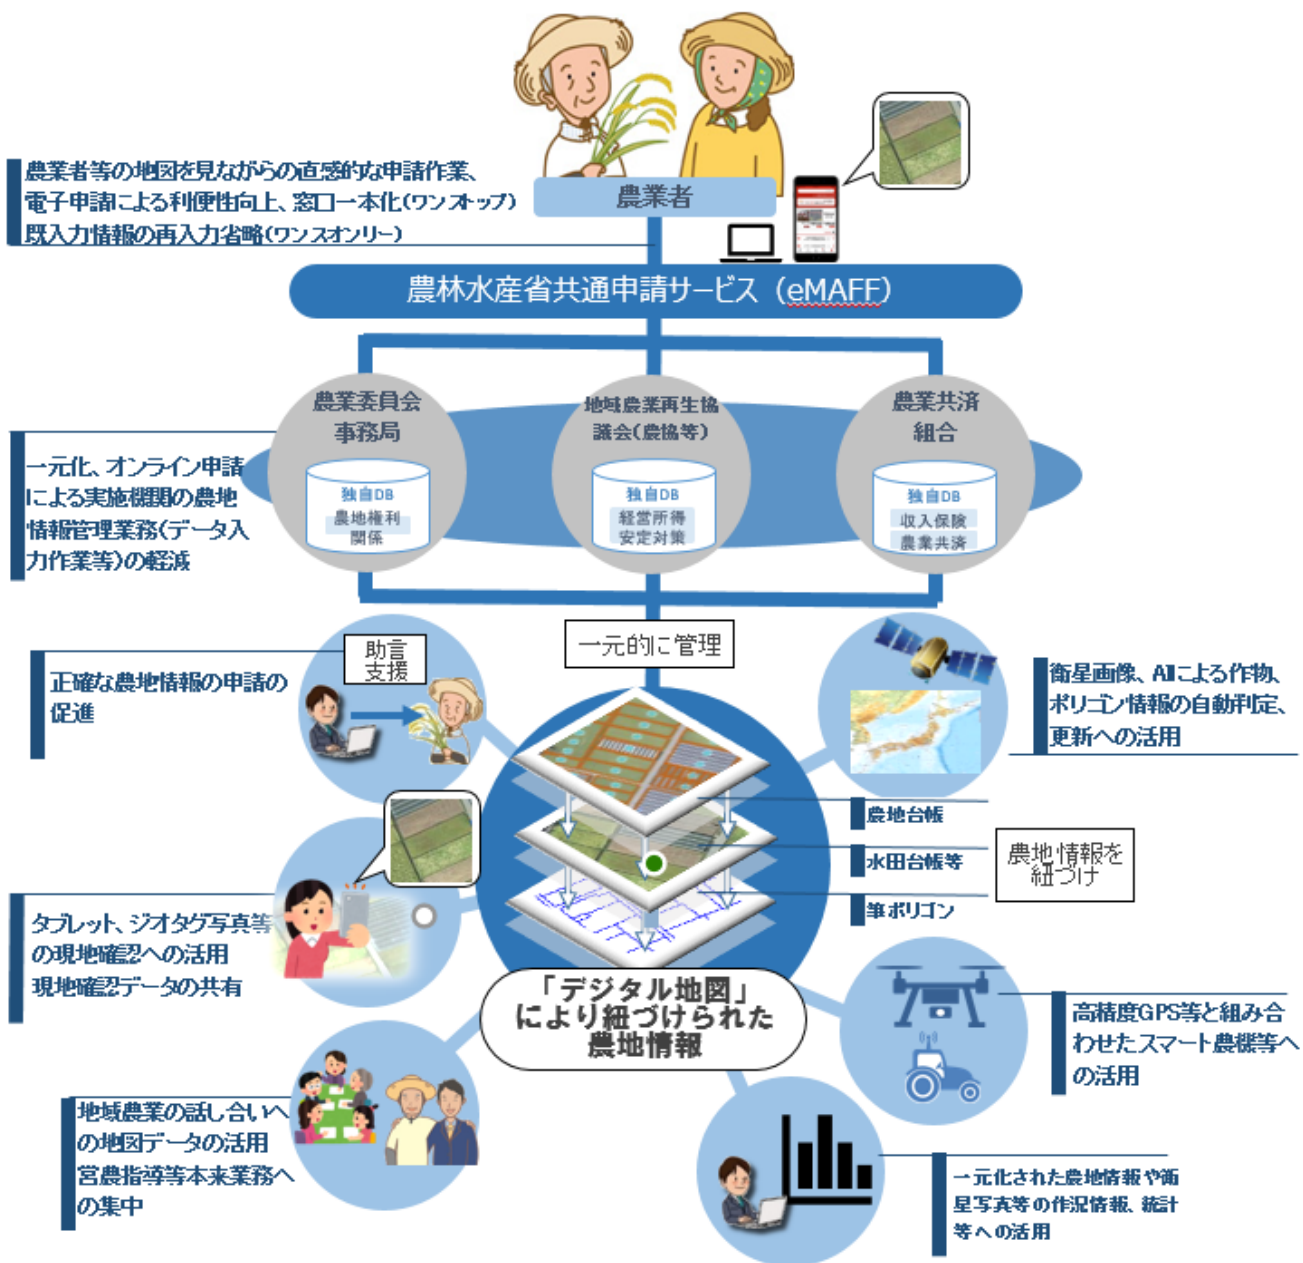 農業者等の地図を見ながらの直感的な申請作業、
電子申請による利便性向上、窓口一本化(ワンストップ)
既入力情報の再入力省略(ワンスオンリー)
農業者
農林水産省共通申請サービス（eMAFF）
農業委員会
事務局
独自DB
農地権利
関係
地域農業再生協
議会(農協等)
独自DB
経営所得
安定対策
農業共済
組合
独自DB
収入保険
農業共済
一元化、オンライン申請
による実施機関の農地
情報管理業務(データ入
力作業等)の軽減
一元的に管理
助言
支援
正確な農地情報の申請の
促進
衛星画像、AIによる作物、
ポリゴン情報の自動判定、
更新への活用
農地台帳
水田台帳等
筆ポリゴン
農地情報を
紐づけ
タブレット、ジオタグ写真等
の現地確認への活用
現地確認データの共有
「デジタル地図」
により紐づけられた
農地情報
高精度GPS等と組み合
わせたスマート農機等へ
の活用
地域農業の話し合いへ
の地図データの活用
営農指導等本来業務へ
の集中
一元化された農地情報や衛
星写真等の作況情報、統計
等への活用